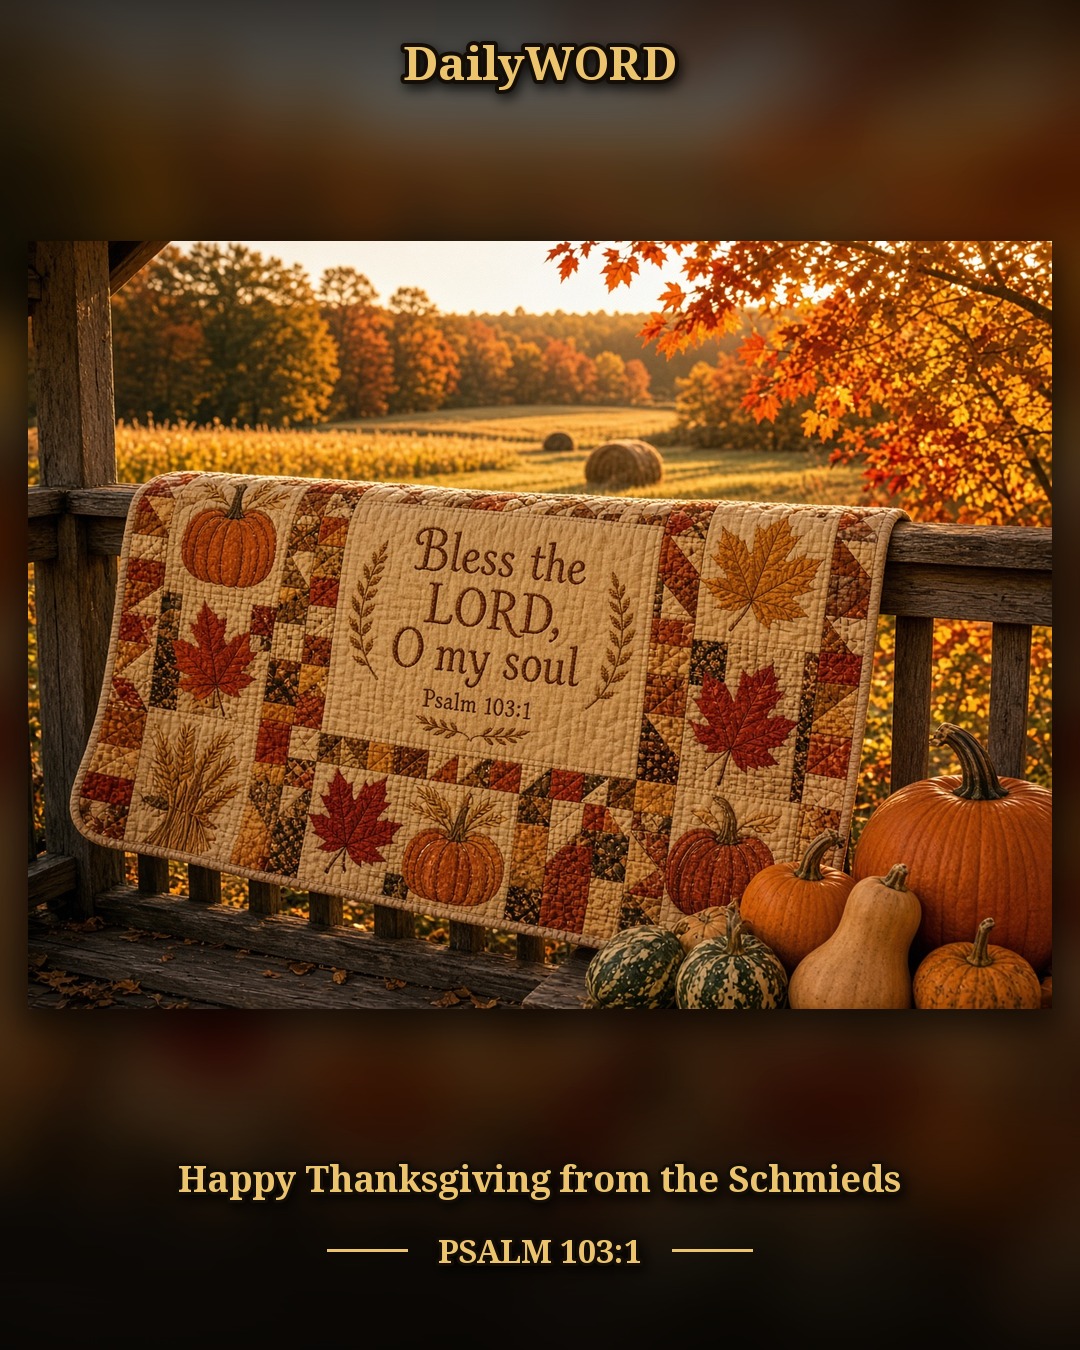 DailyWORD
Bless the
LORD,
O my soul
Psalm 103:1
Happy Thanksgiving from the Schmieds
PSALM 103:1